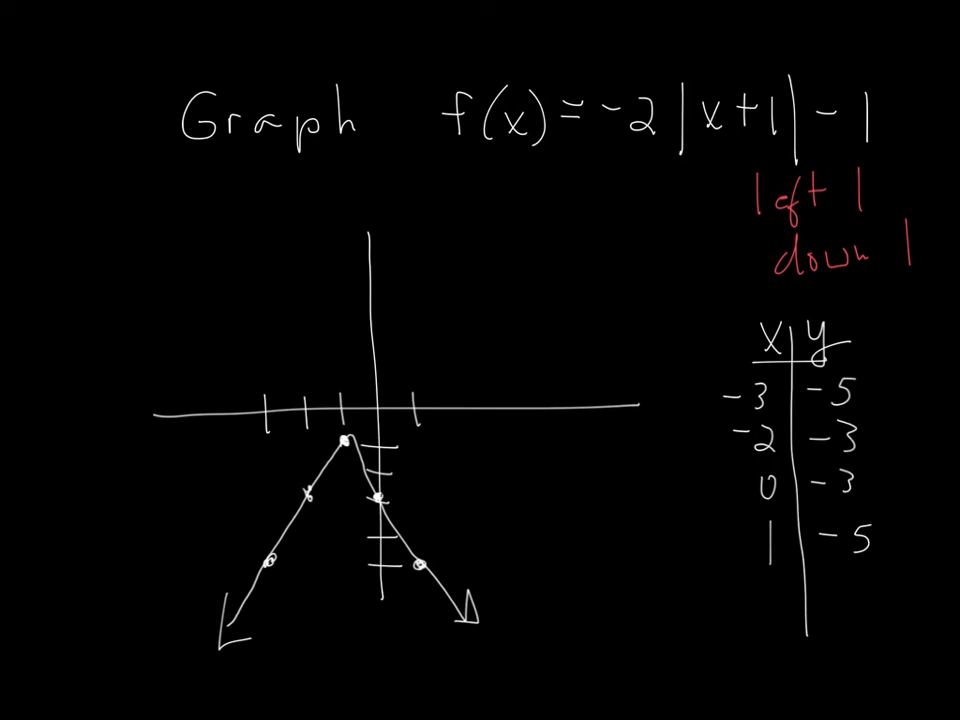 Graph f(x) = -2|x+1| - 1
left 1
down 1
x y
-3 -5
-2 -3
0 -3
1 -5